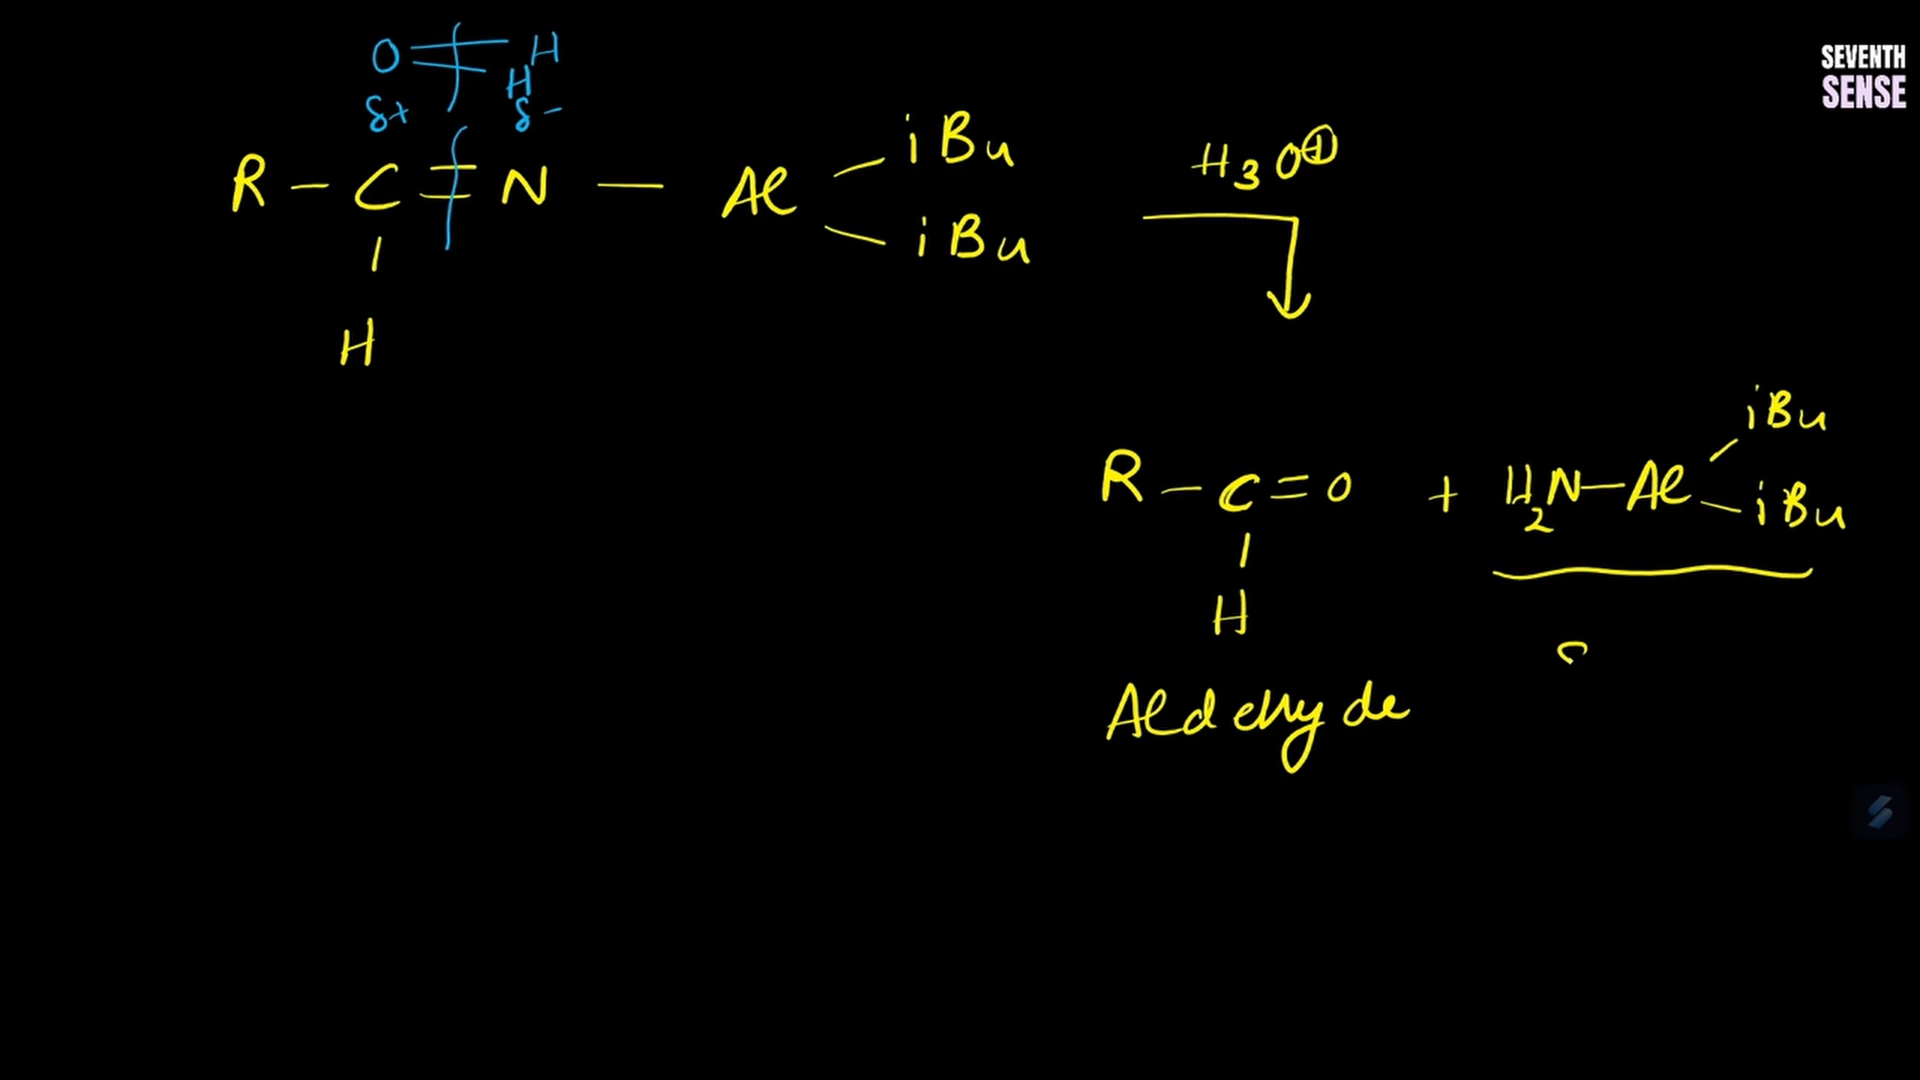 SEVENTH
SENSE
O = H
H
δ+ δ-
R - C = N - Al - iBu
- iBu
H
H3O⊕
R - C = O + H2N - Al - iBu
- iBu
H
Aldehyde